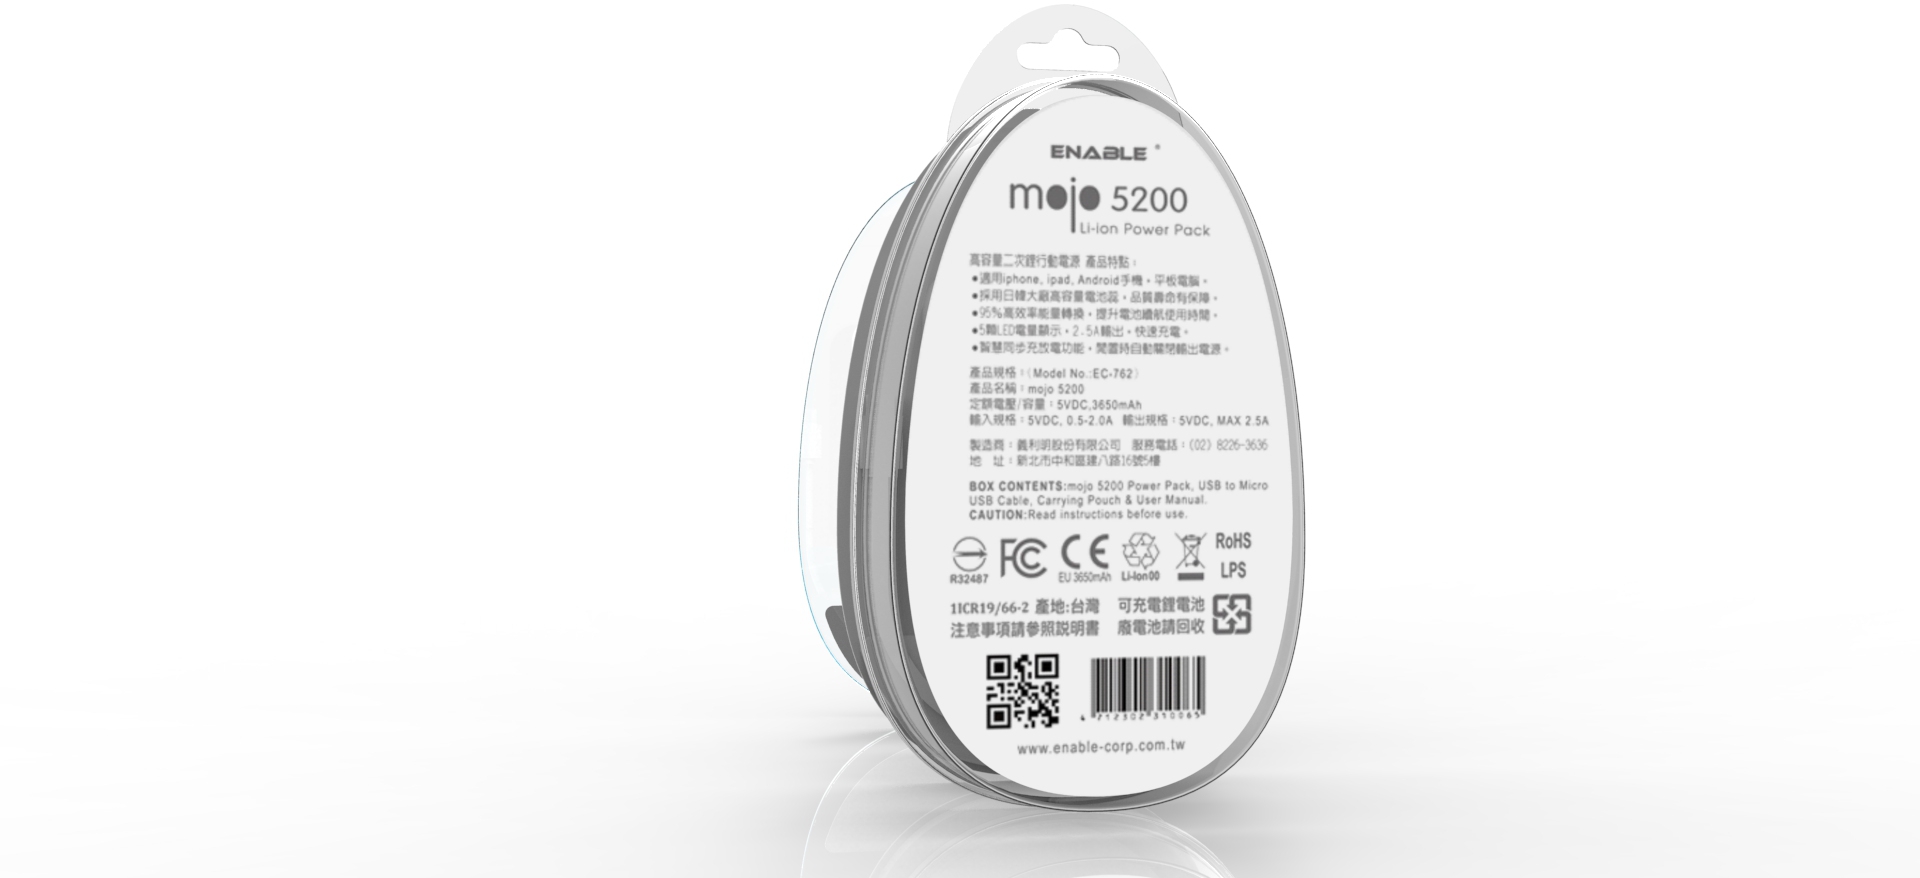 ENABLE®
mojo 5200
Li-ion Power Pack
高容量二次鋰行動電源 產品特點：
•適用iphone, ipad, Android手機，平板電腦。
•採用日韓大廠高容量電池蕊，品質壽命有保障。
•95%高效率能量轉換，提升電池續航使用時間。
•5顆LED電量顯示，2.5A輸出，快速充電。
•智慧同步充放電功能，閒置時自動關閉輸出電源。
產品規格：（Model No.:EC-762）
產品名稱：mojo 5200
定額電壓/容量：5VDC,3650mAh
輸入規格：5VDC, 0.5-2.0A 輸出規格：5VDC, MAX 2.5A
製造商：義利明股份有限公司 服務電話：(02) 8226-3636
地 址：新北市中和區建八路16號5樓
BOX CONTENTS:mojo 5200 Power Pack, USB to Micro
USB Cable, Carrying Pouch & User Manual.
CAUTION:Read instructions before use.
R32487
FC
CE
EU 3650mAh
Li-Ion00
RoHS
LPS
1ICR19/66-2 產地:台灣 可充電鋰電池
注意事項請參照說明書 廢電池請回收
4 712302 310065
www.enable-corp.com.tw